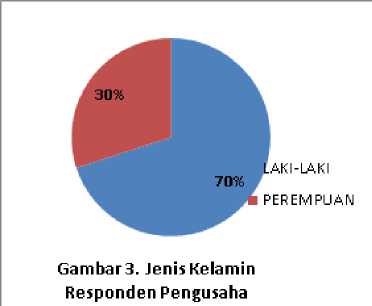 30%
70%
LAKI-LAKI
PEREMPUAN
Gambar 3. Jenis Kelamin
Responden Pengusaha